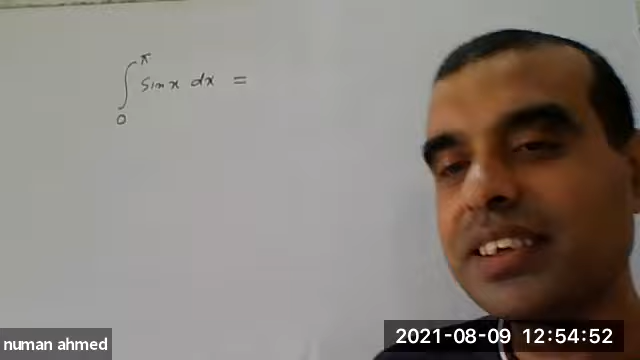 ∫₀^π sin x dx =
numan ahmed
2021-08-09 12:54:52